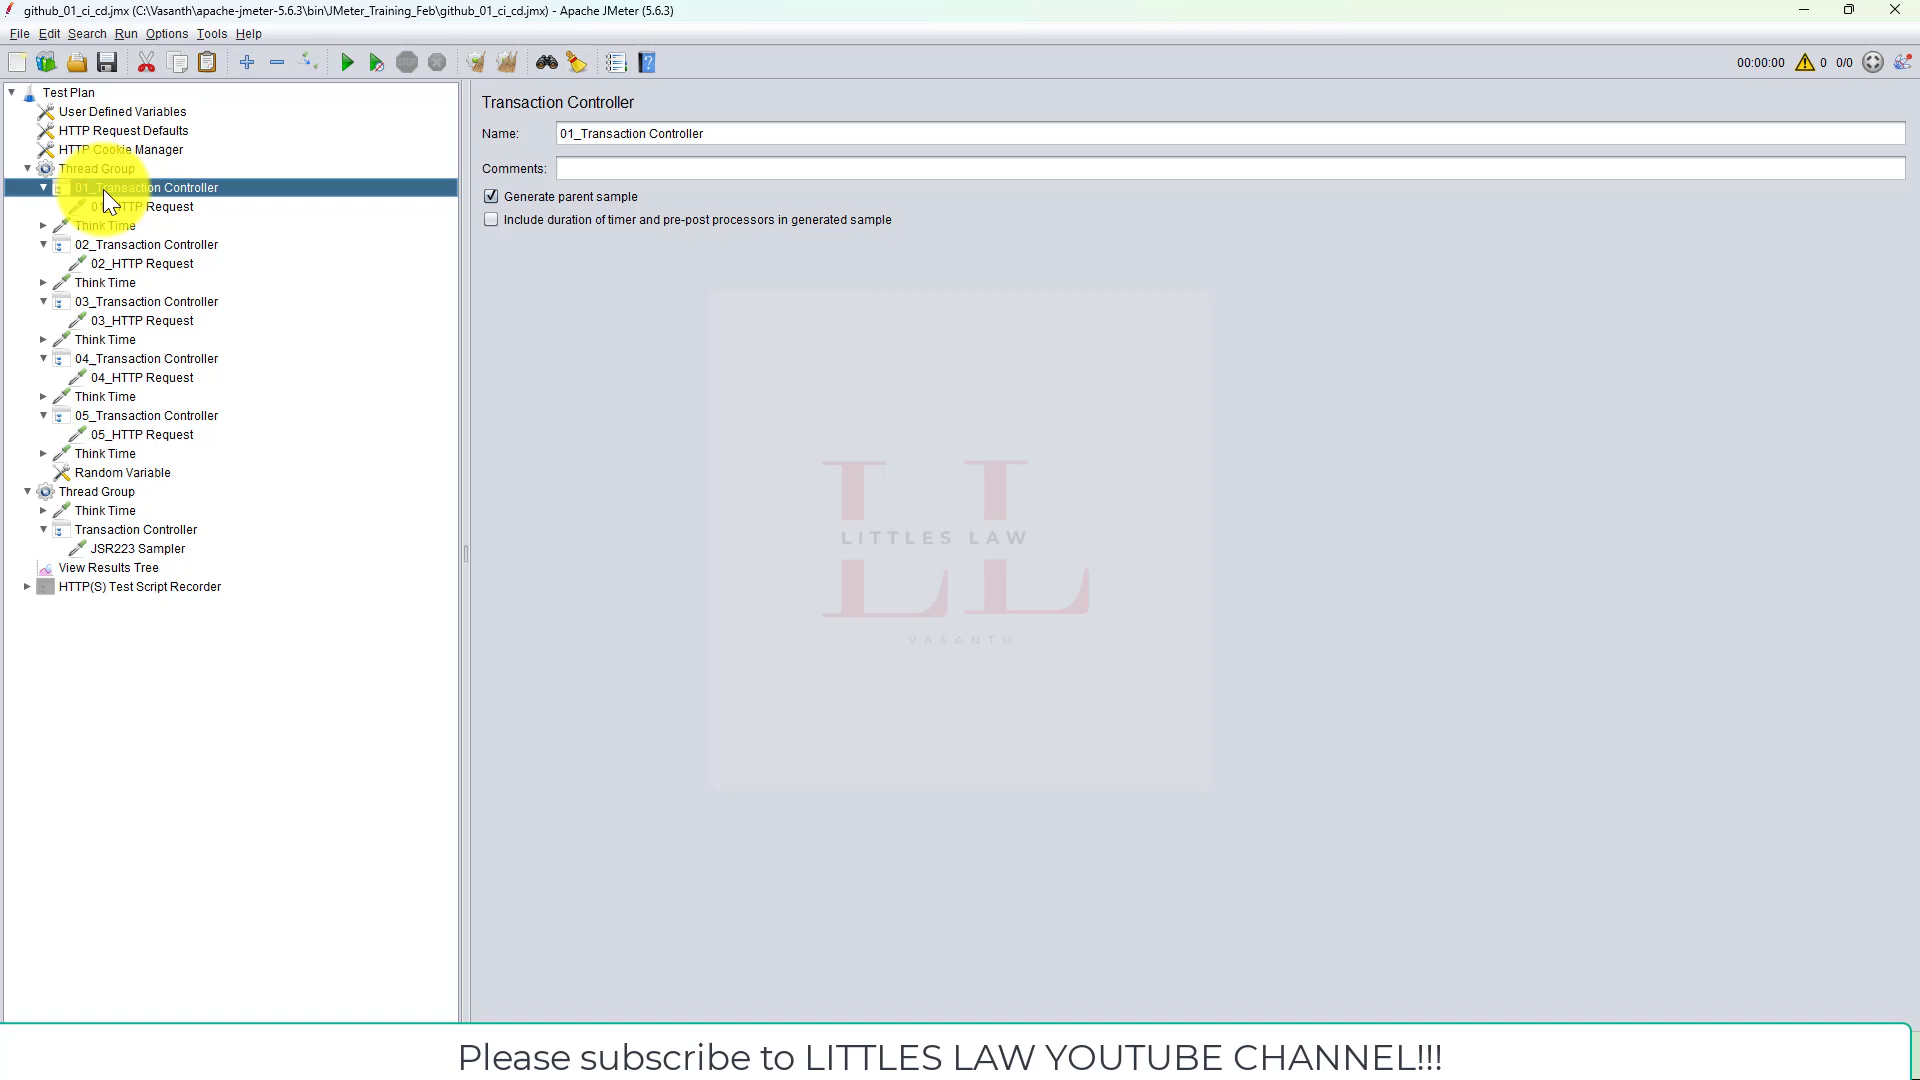 github_01_ci_cd.jmx (C:\Vasanth\apache-jmeter-5.6.3\bin\JMeter_Training_Feb\github_01_ci_cd.jmx) - Apache JMeter (5.6.3)
File Edit Search Run Options Tools Help
STOP
00:00:00 0 0/0
Test Plan
User Defined Variables
HTTP Request Defaults
HTTP Cookie Manager
Thread Group
01_Transaction Controller
01_HTTP Request
Think Time
02_Transaction Controller
02_HTTP Request
Think Time
03_Transaction Controller
03_HTTP Request
Think Time
04_Transaction Controller
04_HTTP Request
Think Time
05_Transaction Controller
05_HTTP Request
Think Time
Random Variable
Thread Group
Think Time
Transaction Controller
JSR223 Sampler
View Results Tree
HTTP(S) Test Script Recorder
Transaction Controller
Name: 01_Transaction Controller
Comments:
Generate parent sample
Include duration of timer and pre-post processors in generated sample
LL
LITTLES LAW
LL
VASANTH
Please subscribe to LITTLES LAW YOUTUBE CHANNEL!!!